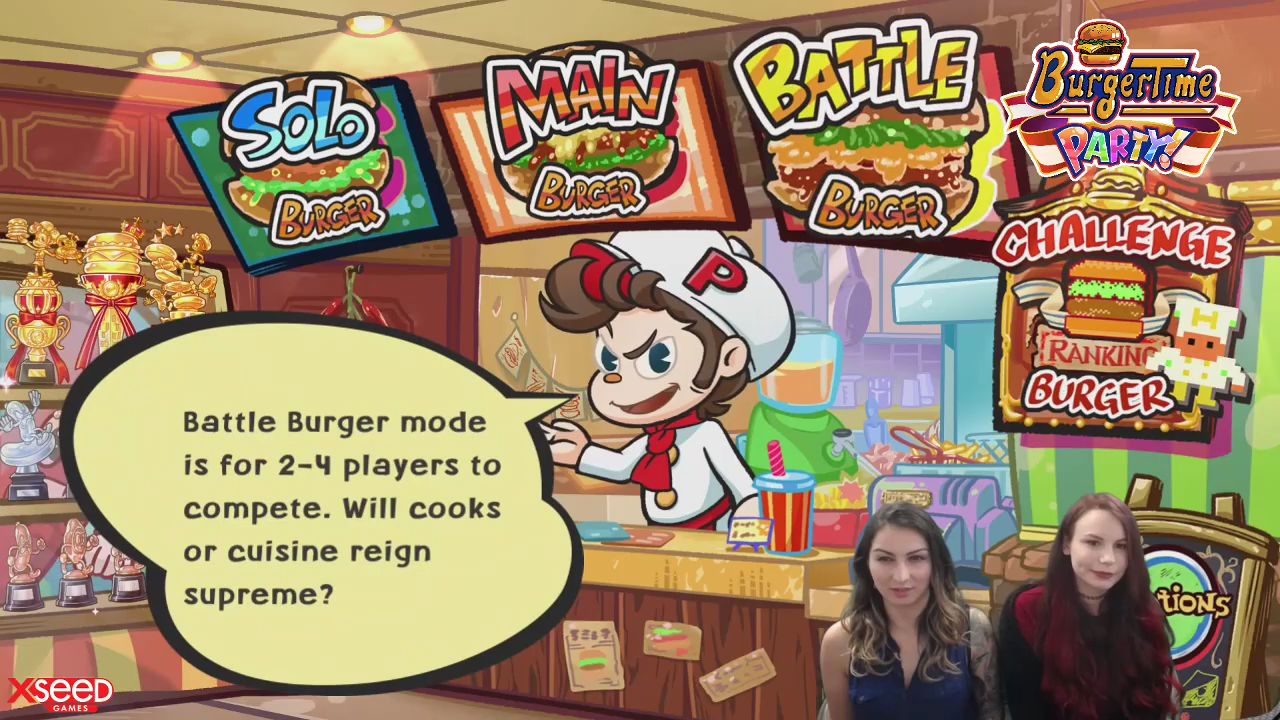 SOLO
BURGER
MAIN
BURGER
BATTLE
BURGER
BURGERTIME
PARTY!
CHALLENGE
RANKING
BURGER
P
H
Battle Burger mode
is for 2-4 players to
compete. Will cooks
or cuisine reign
supreme?
tions
XSEED
GAMES